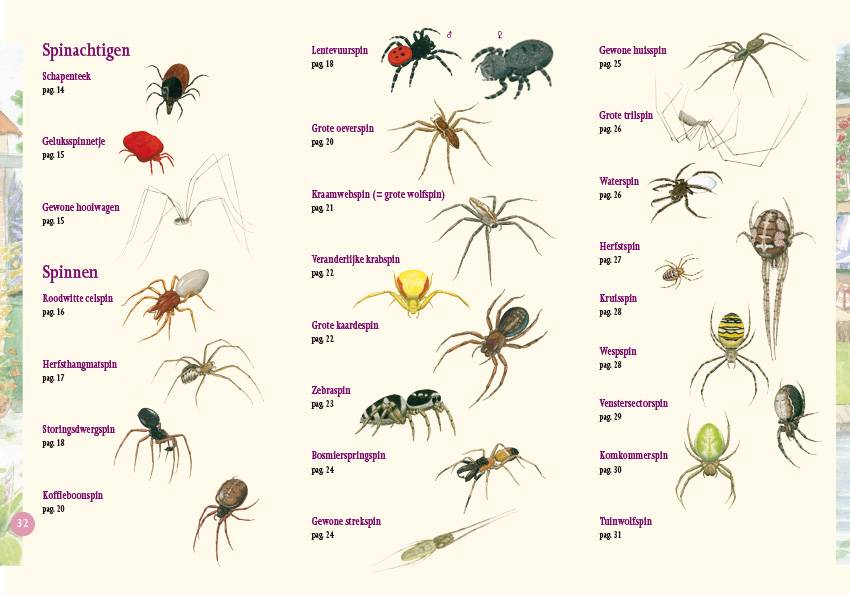 Spinachtigen
Schapenteek
pag. 14
Geluksspinnetje
pag. 15
Gewone hooiwagen
pag. 15
Spinnen
Roodwitte celspin
pag. 16
Herfsthangmatspin
pag. 17
Storingsdwergspin
pag. 18
Koffieboonspin
pag. 20
32
Lentevuurspin
pag. 18
♂ ♀
Grote oeverspin
pag. 20
Kraamwebspin (= grote wolfspin)
pag. 21
Veranderlijke krabspin
pag. 22
Grote kaardespin
pag. 22
Zebraspin
pag. 23
Bosmierspringspin
pag. 24
Gewone strekspin
pag. 24
Gewone huisspin
pag. 25
Grote trilspin
pag. 26
Waterspin
pag. 26
Herfstspin
pag. 27
Kruisspin
pag. 28
Wespspin
pag. 28
Venstersectorspin
pag. 29
Komkommerspin
pag. 30
Tuinwolfspin
pag. 31